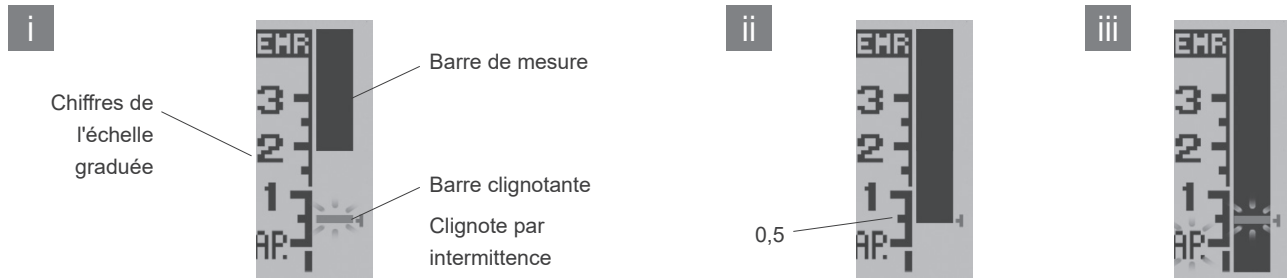 i
EMR
3
2
1
AP.
Chiffres de
l'échelle
graduée
Barre de mesure
Barre clignotante
Clignote par
intermittence
ii
EMR
3
2
1
AP.
0,5
iii
EMR
3
2
1
AP.